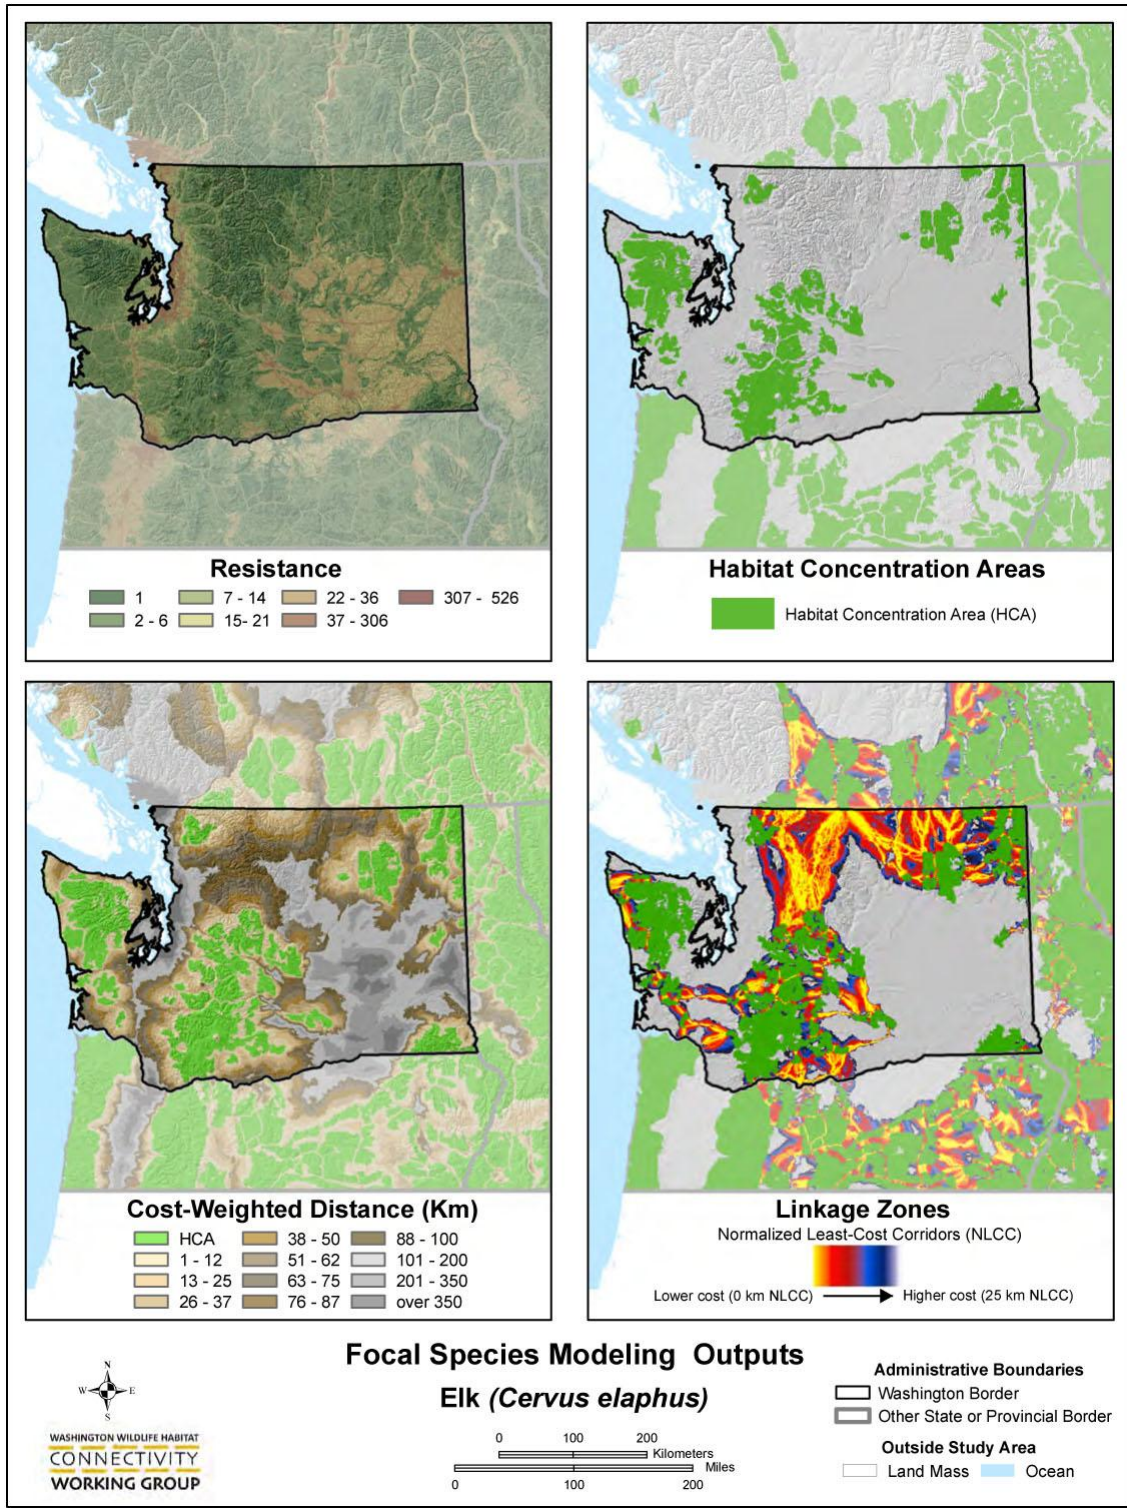 Resistance
1
7 - 14
22 - 36
307 - 526
2 - 6
15- 21
37 - 306
Habitat Concentration Areas
Habitat Concentration Area (HCA)
Cost-Weighted Distance (Km)
HCA
38 - 50
88 - 100
1 - 12
51 - 62
101 - 200
13 - 25
63 - 75
201 - 350
26 - 37
76 - 87
over 350
Linkage Zones
Normalized Least-Cost Corridors (NLCC)
Lower cost (0 km NLCC)
Higher cost (25 km NLCC)
Focal Species Modeling Outputs
Elk (Cervus elaphus)
N
W
E
S
WASHINGTON WILDLIFE HABITAT
CONNECTIVITY
WORKING GROUP
0 100 200
Kilometers
Miles
0 100 200
Administrative Boundaries
Washington Border
Other State or Provincial Border
Outside Study Area
Land Mass
Ocean